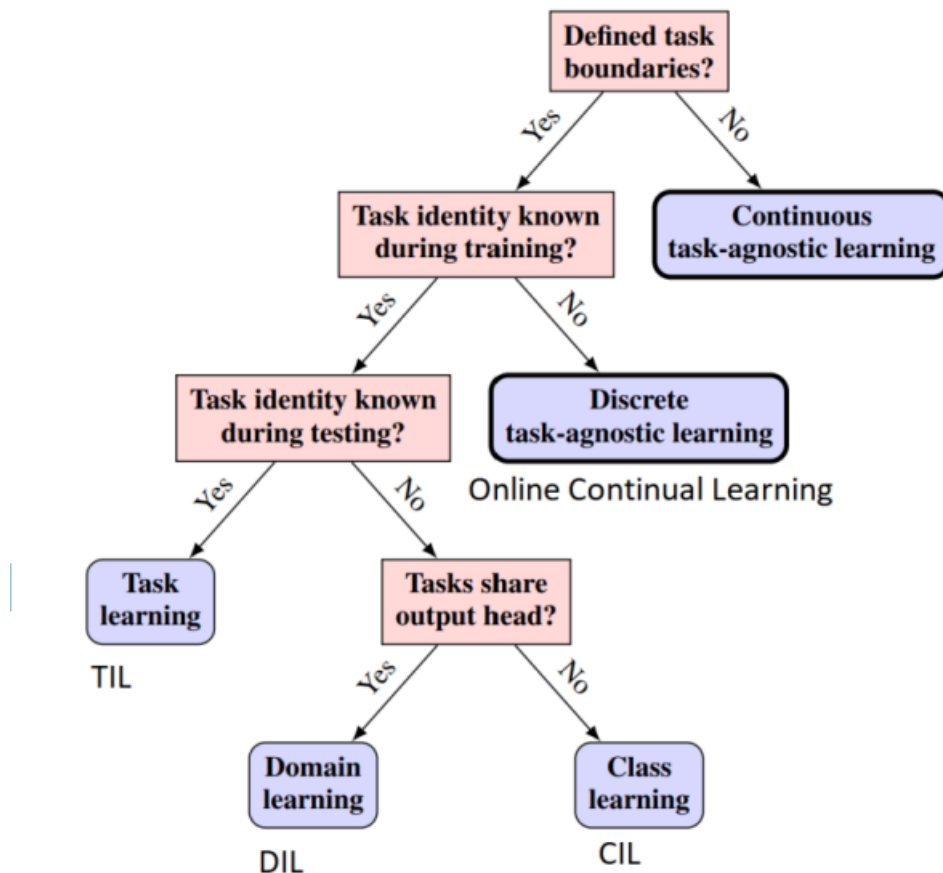 Defined task
boundaries?
Yes
No
Task identity known
during training?
Continuous
task-agnostic learning
Yes
No
Task identity known
during testing?
Discrete
task-agnostic learning
Online Continual Learning
Yes
No
Task
learning
TIL
Tasks share
output head?
Yes
No
Domain
learning
DIL
Class
learning
CIL